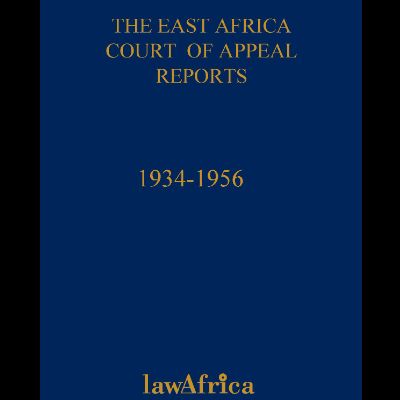 THE EAST AFRICA
COURT OF APPEAL
REPORTS
1934-1956
lawAfrica